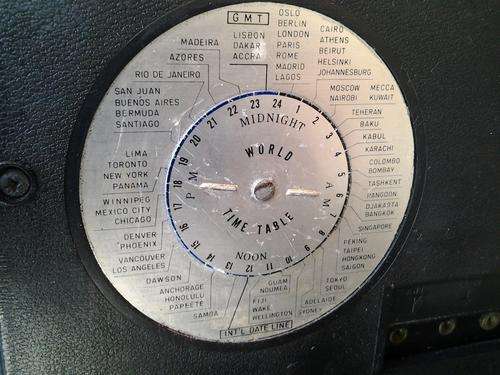 GMT
OSLO
BERLIN
LONDON
PARIS
ROME
MADRID
LAGOS
CAIRO
ATHENS
BEIRUT
HELSINKI
JOHANNESBURG
LISBON
DAKAR
ACCRA
MADEIRA
AZORES
RIO DE JANEIRO
SAN JUAN
BUENOS AIRES
BERMUDA
SANTIAGO
LIMA
TORONTO
NEW YORK
PANAMA
WINNIPEG
MEXICO CITY
CHICAGO
DENVER
PHOENIX
VANCOUVER
LOS ANGELES
DAWSON
ANCHORAGE
HONOLULU
PAPEETE
SAMOA
INT'L DATE LINE
FIJI
WAKE
WELLINGTON
GUAM
NOUMEA
ADELAIDE
SYDNEY
TOKYO
SEOUL
PEKING
TAIPEI
HONGKONG
SAIGON
SINGAPORE
DJAKARTA
BANGKOK
RANGOON
TASHKENT
COLOMBO
BOMBAY
KARACHI
KABUL
TEHERAN
BAKU
MOSCOW MECCA
NAIROBI KUWAIT
24 1 2 3 4 5 6 7 8 9 10 11 12 13 14 15 16 17 18 19 20 21 22 23
MIDNIGHT
WORLD
TIME TABLE
NOON
AM
PM